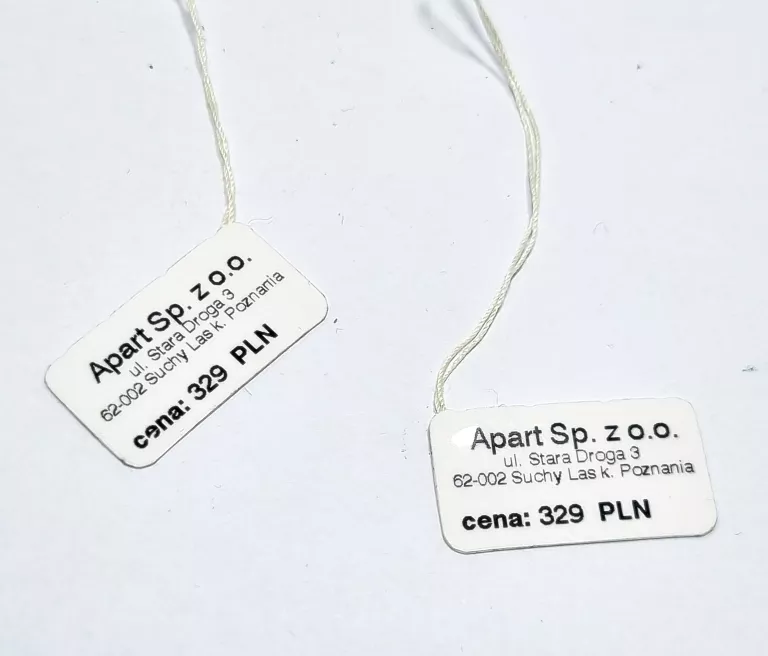 Apart Sp. z o.o.
ul. Stara Droga 3
62-002 Suchy Las k. Poznania
cena: 329 PLN
Apart Sp. z o.o.
ul. Stara Droga 3
62-002 Suchy Las k. Poznania
cena: 329 PLN